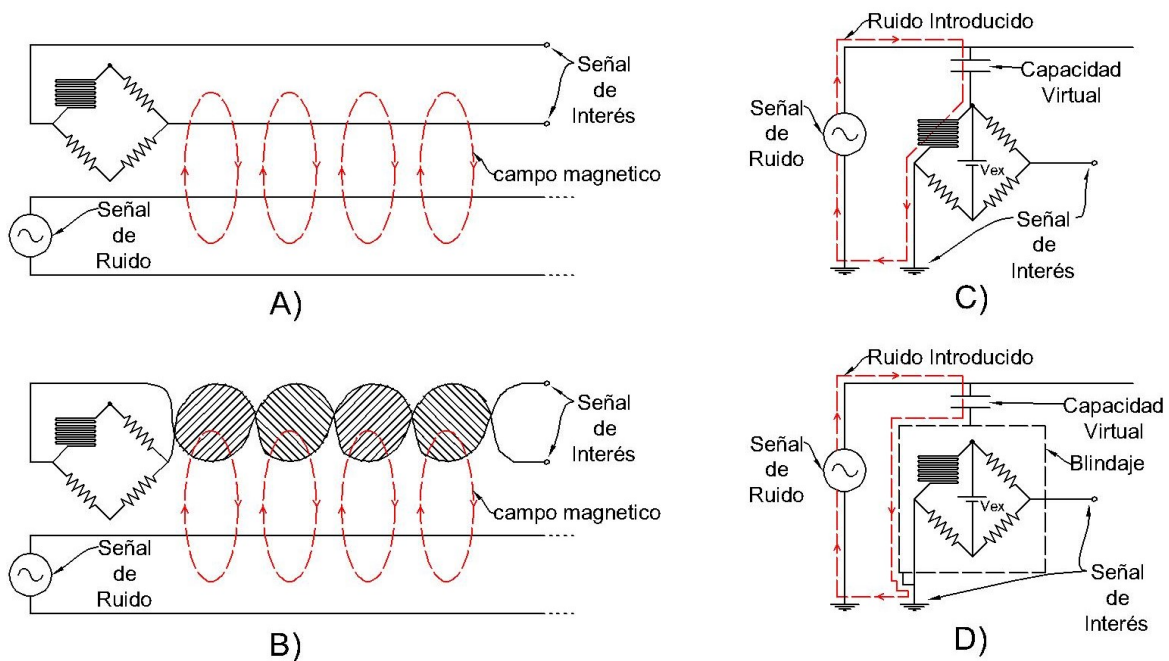 Señal
de
Interés
campo magnetico
Señal
de
Ruido
A)
Ruido Introducido
Capacidad
Virtual
Señal
de
Ruido
Vex
Señal
de
Interés
C)
Señal
de
Interés
campo magnetico
Señal
de
Ruido
B)
Ruido Introducido
Capacidad
Virtual
Blindaje
Señal
de
Ruido
Vex
Señal
de
Interés
D)